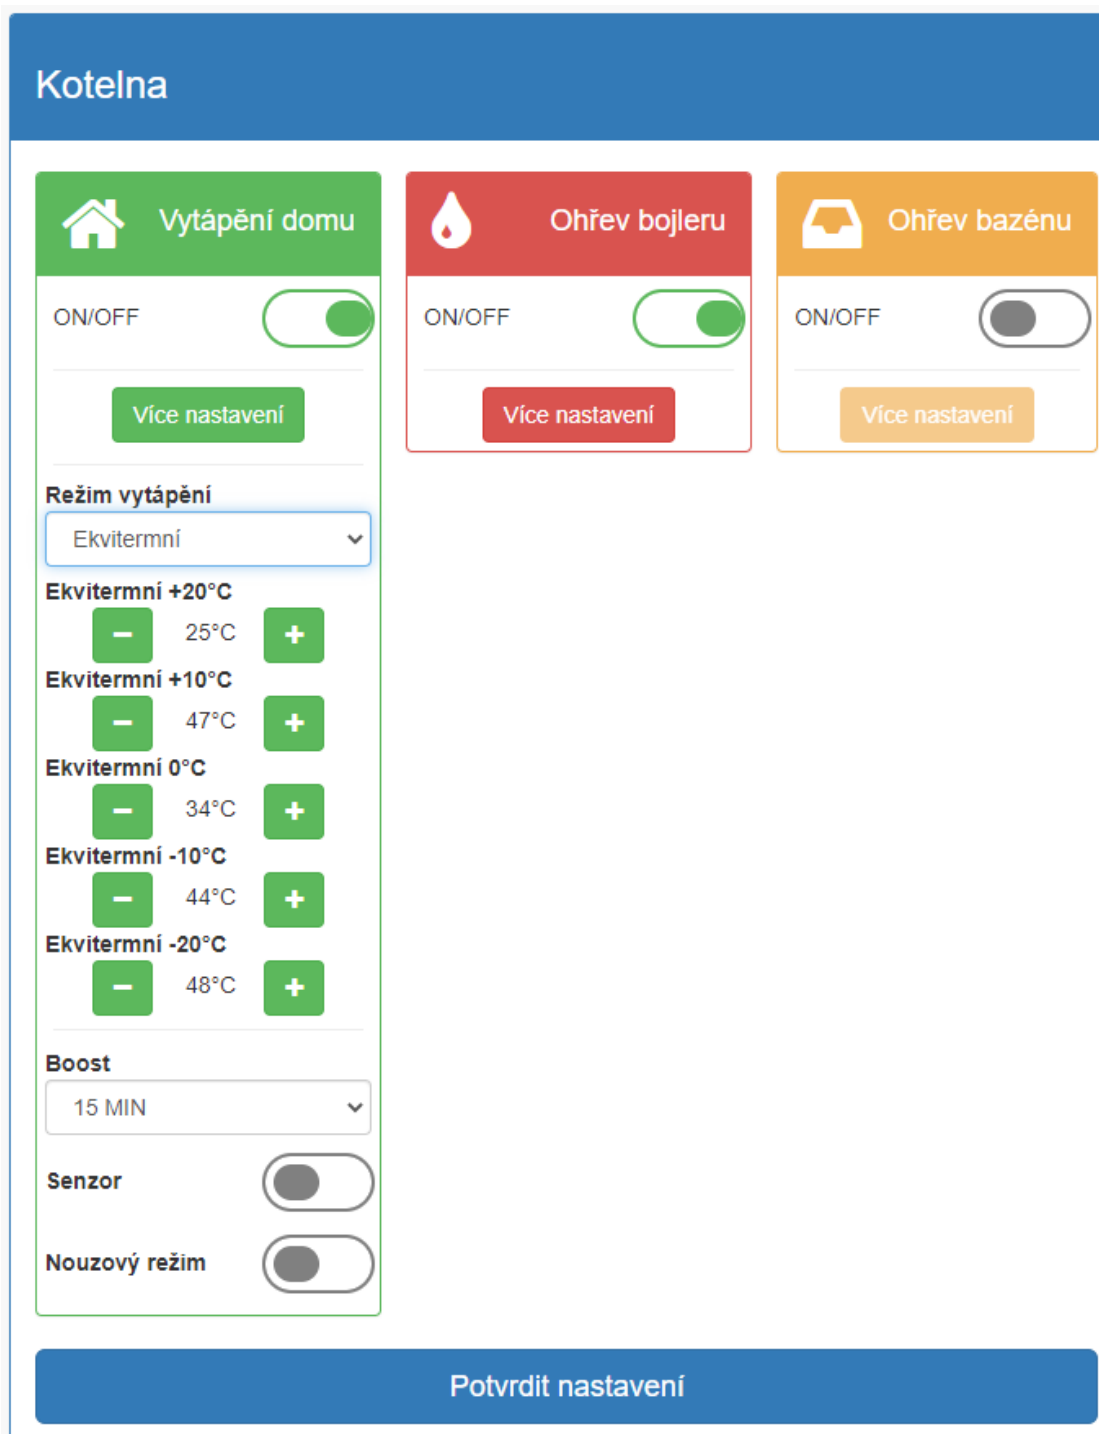 Kotelna
Vytápění domu
ON/OFF
Více nastavení
Režim vytápění
Ekvitermní
Ekvitermní +20°C
− 25°C +
Ekvitermní +10°C
− 47°C +
Ekvitermní 0°C
− 34°C +
Ekvitermní -10°C
− 44°C +
Ekvitermní -20°C
− 48°C +
Boost
15 MIN
Senzor
Nouzový režim
Ohřev bojleru
ON/OFF
Více nastavení
Ohřev bazénu
ON/OFF
Více nastavení
Potvrdit nastavení